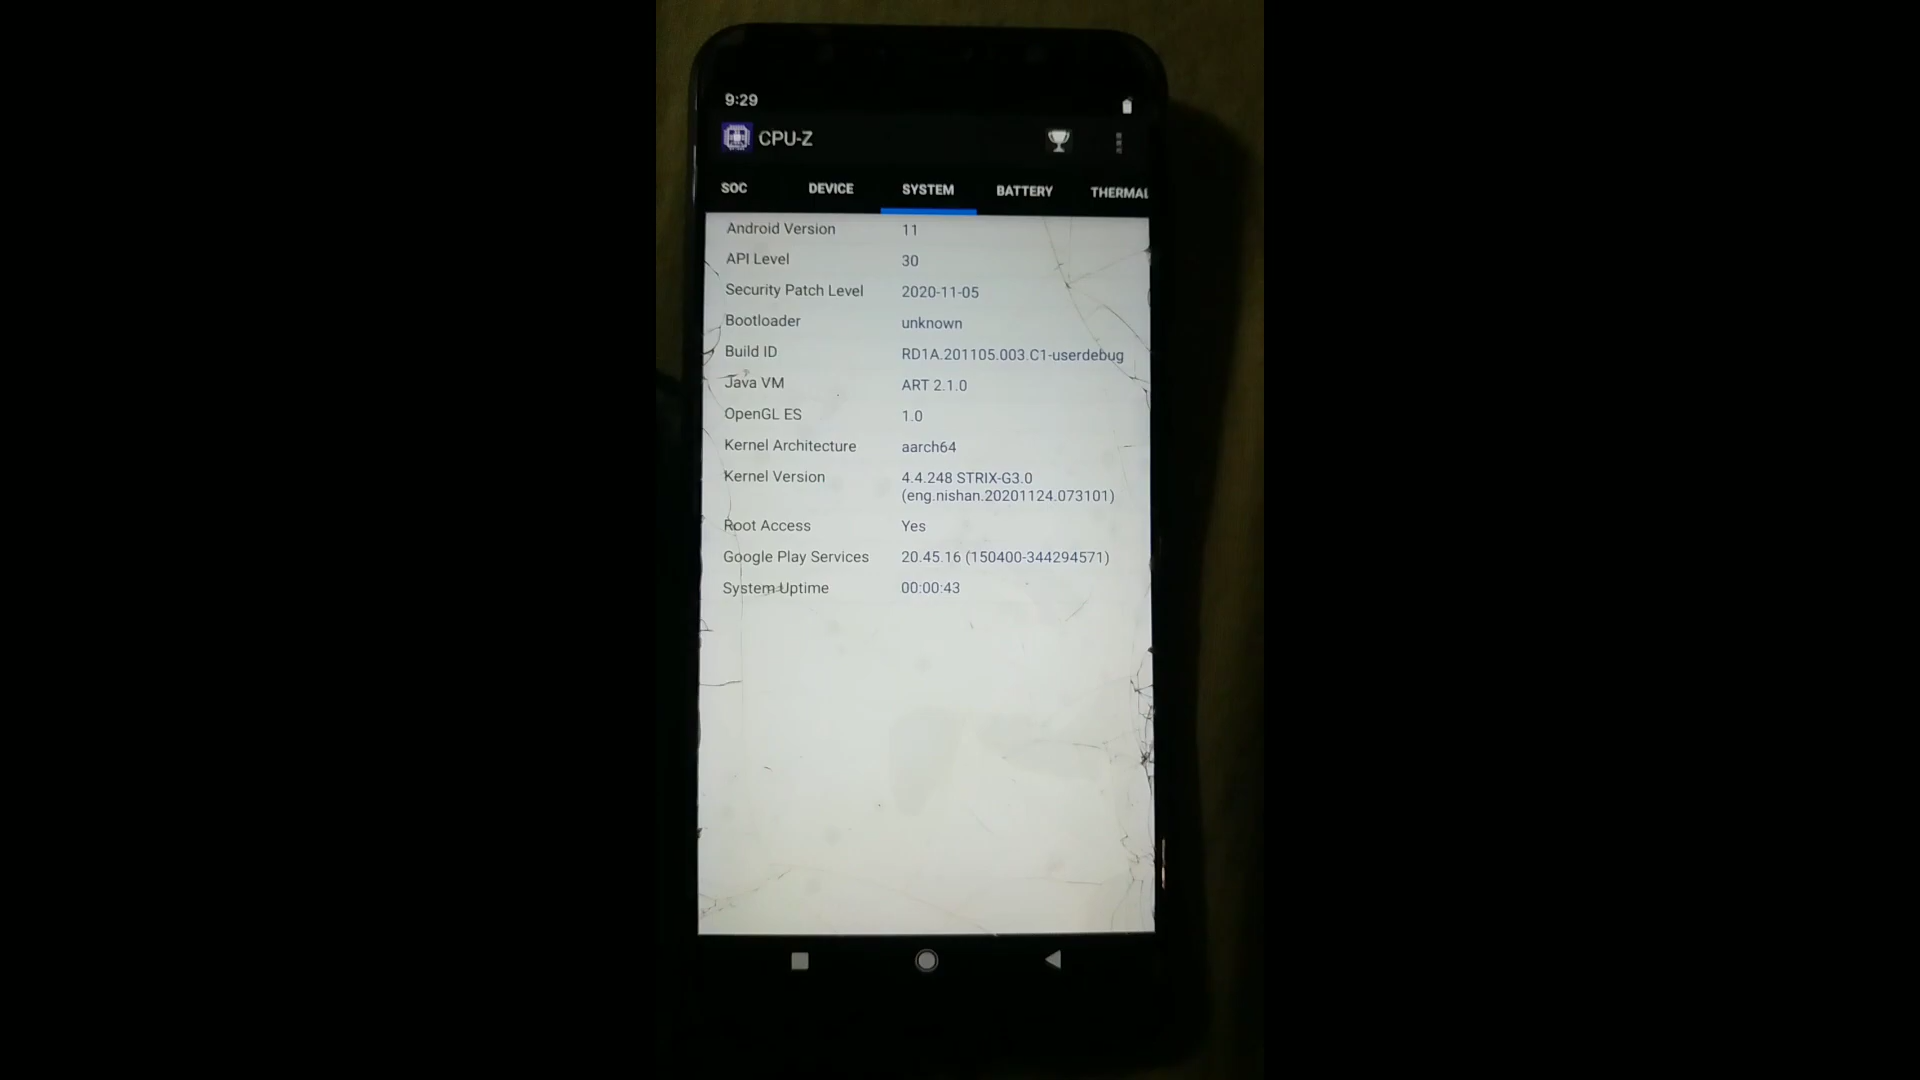 9:29
CPU-Z
SOC DEVICE SYSTEM BATTERY THERMAL
Android Version 11
API Level 30
Security Patch Level 2020-11-05
Bootloader unknown
Build ID RD1A.201105.003.C1-userdebug
Java VM ART 2.1.0
OpenGL ES 1.0
Kernel Architecture aarch64
Kernel Version 4.4.248 STRIX-G3.0
(eng.nishan.20201124.073101)
Root Access Yes
Google Play Services 20.45.16 (150400-344294571)
System Uptime 00:00:43